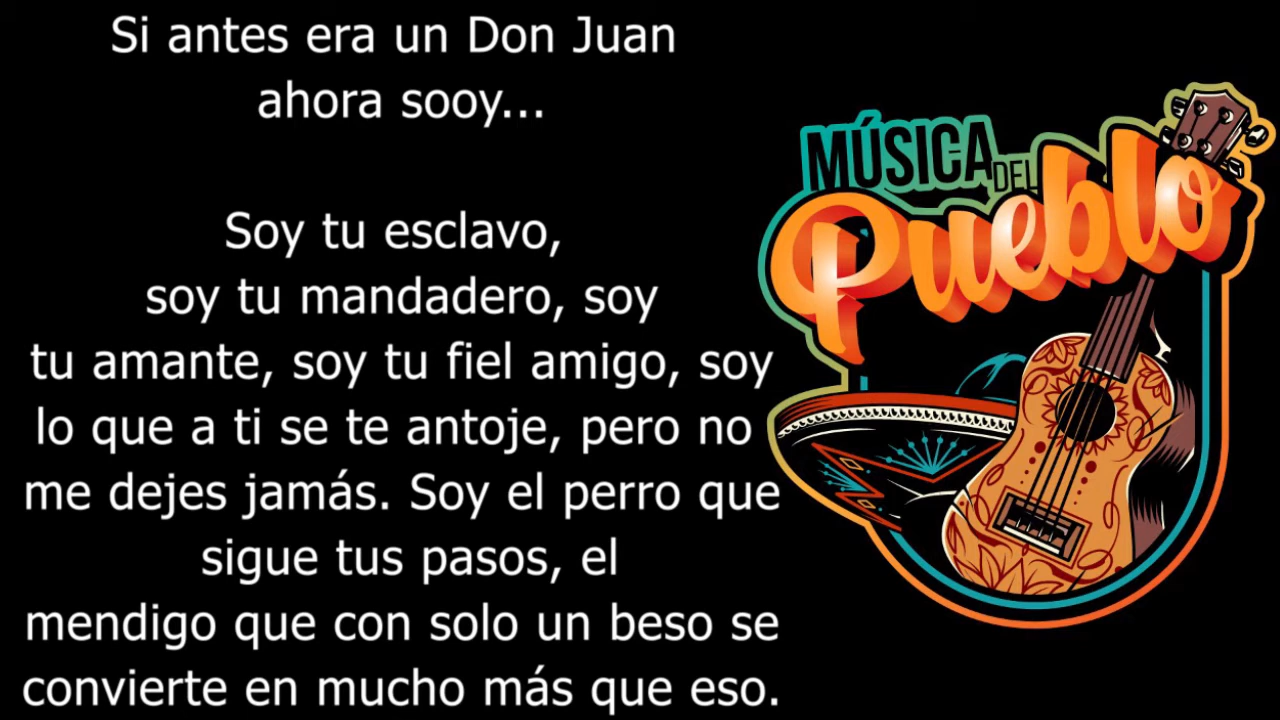 Si antes era un Don Juan
ahora sooy...
Soy tu esclavo,
soy tu mandadero, soy
tu amante, soy tu fiel amigo, soy
lo que a ti se te antoje, pero no
me dejes jamás. Soy el perro que
sigue tus pasos, el
mendigo que con solo un beso se
convierte en mucho más que eso.
MÚSICA DEL
Pueblo